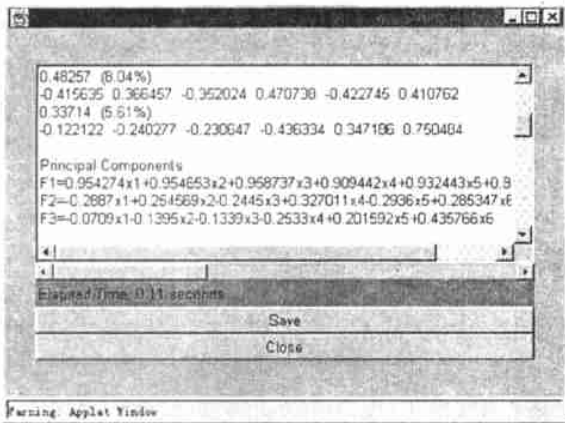 0.48257 (8.04%)
-0.415635 0.366457 -0.352024 0.470738 -0.422745 0.410762
0.33714 (5.61%)
-0.122122 -0.240277 -0.230647 -0.436334 0.347186 0.750484
Principal Components
F1=0.954274x1+0.954653x2+0.958737x3+0.909442x4+0.932443x5+0.9
F2=-0.2887x1+0.254569x2-0.2445x3+0.327011x4-0.2936x5+0.285347x6
F3=-0.0709x1-0.1395x2-0.1339x3-0.2533x4+0.201592x5+0.435766x6
Elapsed Time: 0.11 seconds
Save
Close
Warning: Applet Window